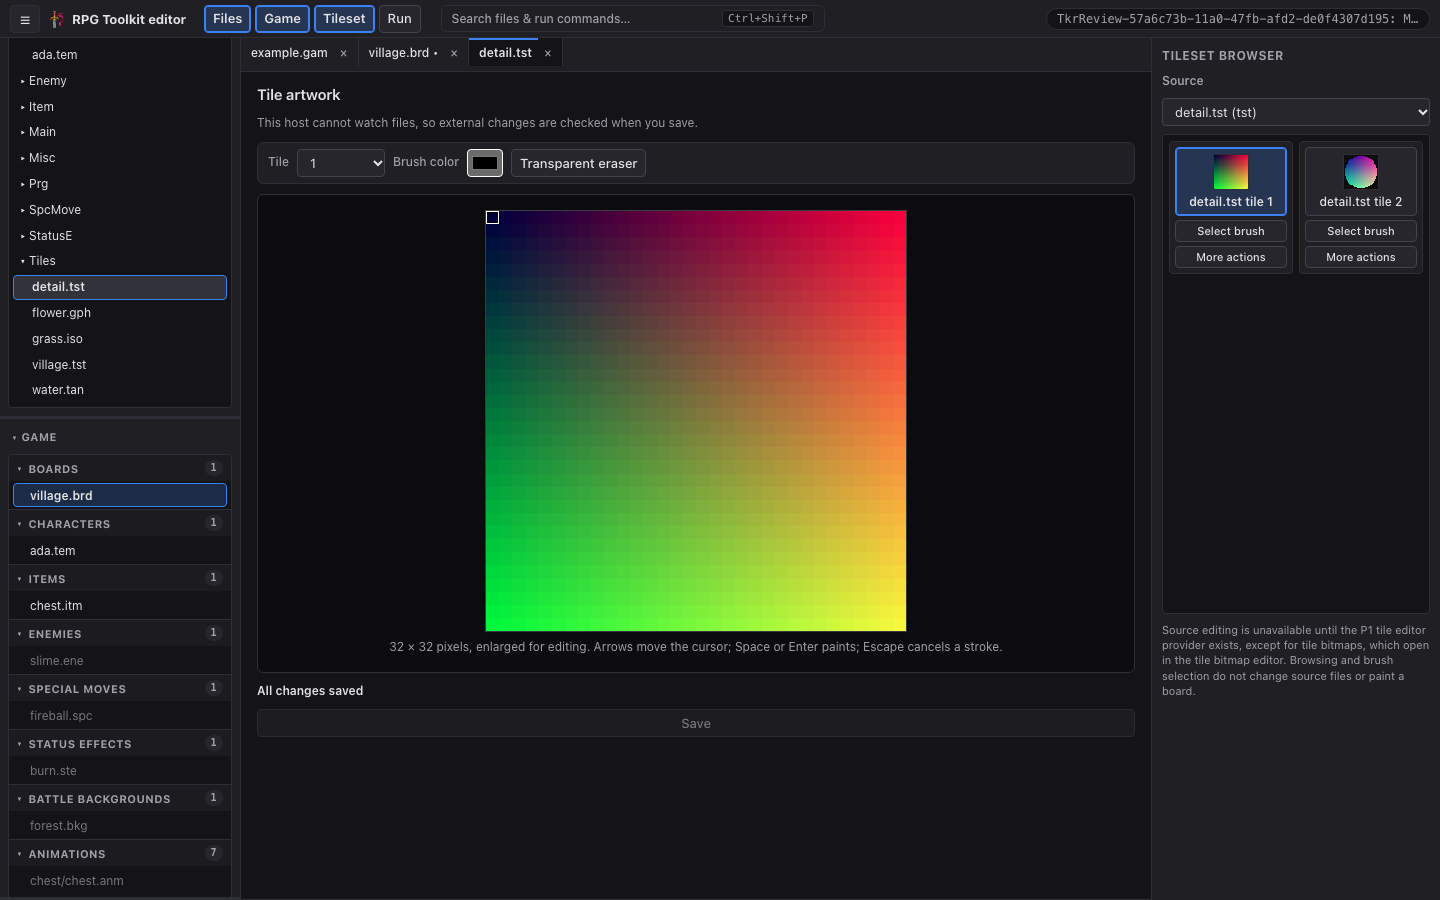 RPG Toolkit editor
Files
Game
Tileset
Run
Search files & run commands...
Ctrl+Shift+P
TkrReview-57a6c73b-11a0-47fb-afd2-de0f4307d195: M…
ada.tem
Enemy
Item
Main
Misc
Prg
SpcMove
StatusE
Tiles
detail.tst
flower.gph
grass.iso
village.tst
water.tan
GAME
BOARDS 1
village.brd
CHARACTERS 1
ada.tem
ITEMS 1
chest.itm
ENEMIES 1
slime.ene
SPECIAL MOVES 1
fireball.spc
STATUS EFFECTS 1
burn.ste
BATTLE BACKGROUNDS 1
forest.bkg
ANIMATIONS 7
chest/chest.anm
example.gam ×
village.brd • ×
detail.tst ×
Tile artwork
This host cannot watch files, so external changes are checked when you save.
Tile 1 Brush color Transparent eraser
32 × 32 pixels, enlarged for editing. Arrows move the cursor; Space or Enter paints; Escape cancels a stroke.
All changes saved
Save
TILESET BROWSER
Source
detail.tst (tst)
detail.tst tile 1
Select brush
More actions
detail.tst tile 2
Select brush
More actions
Source editing is unavailable until the P1 tile editor
provider exists, except for tile bitmaps, which open
in the tile bitmap editor. Browsing and brush
selection do not change source files or paint a
board.